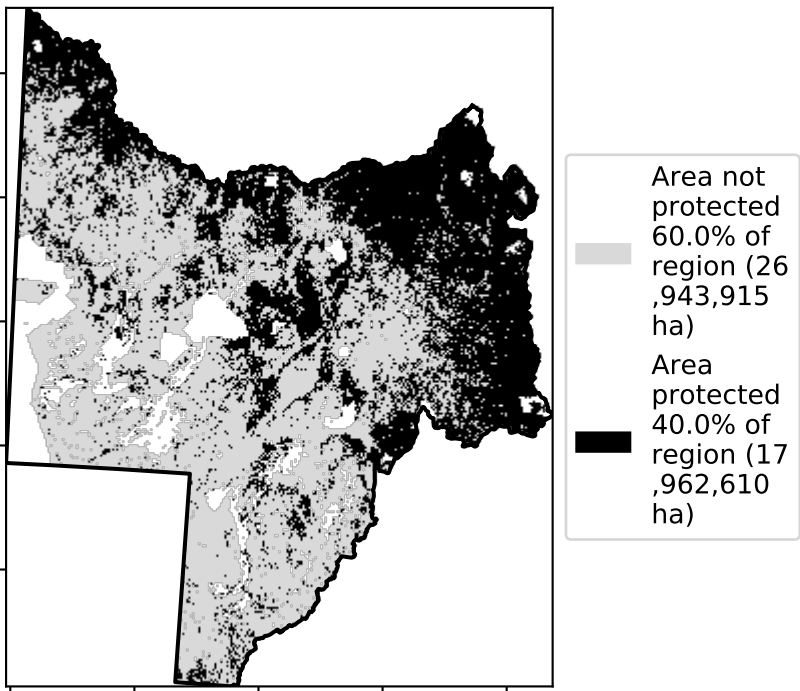 Area not
protected
60.0% of
region (26
,943,915
ha)
Area
protected
40.0% of
region (17
,962,610
ha)